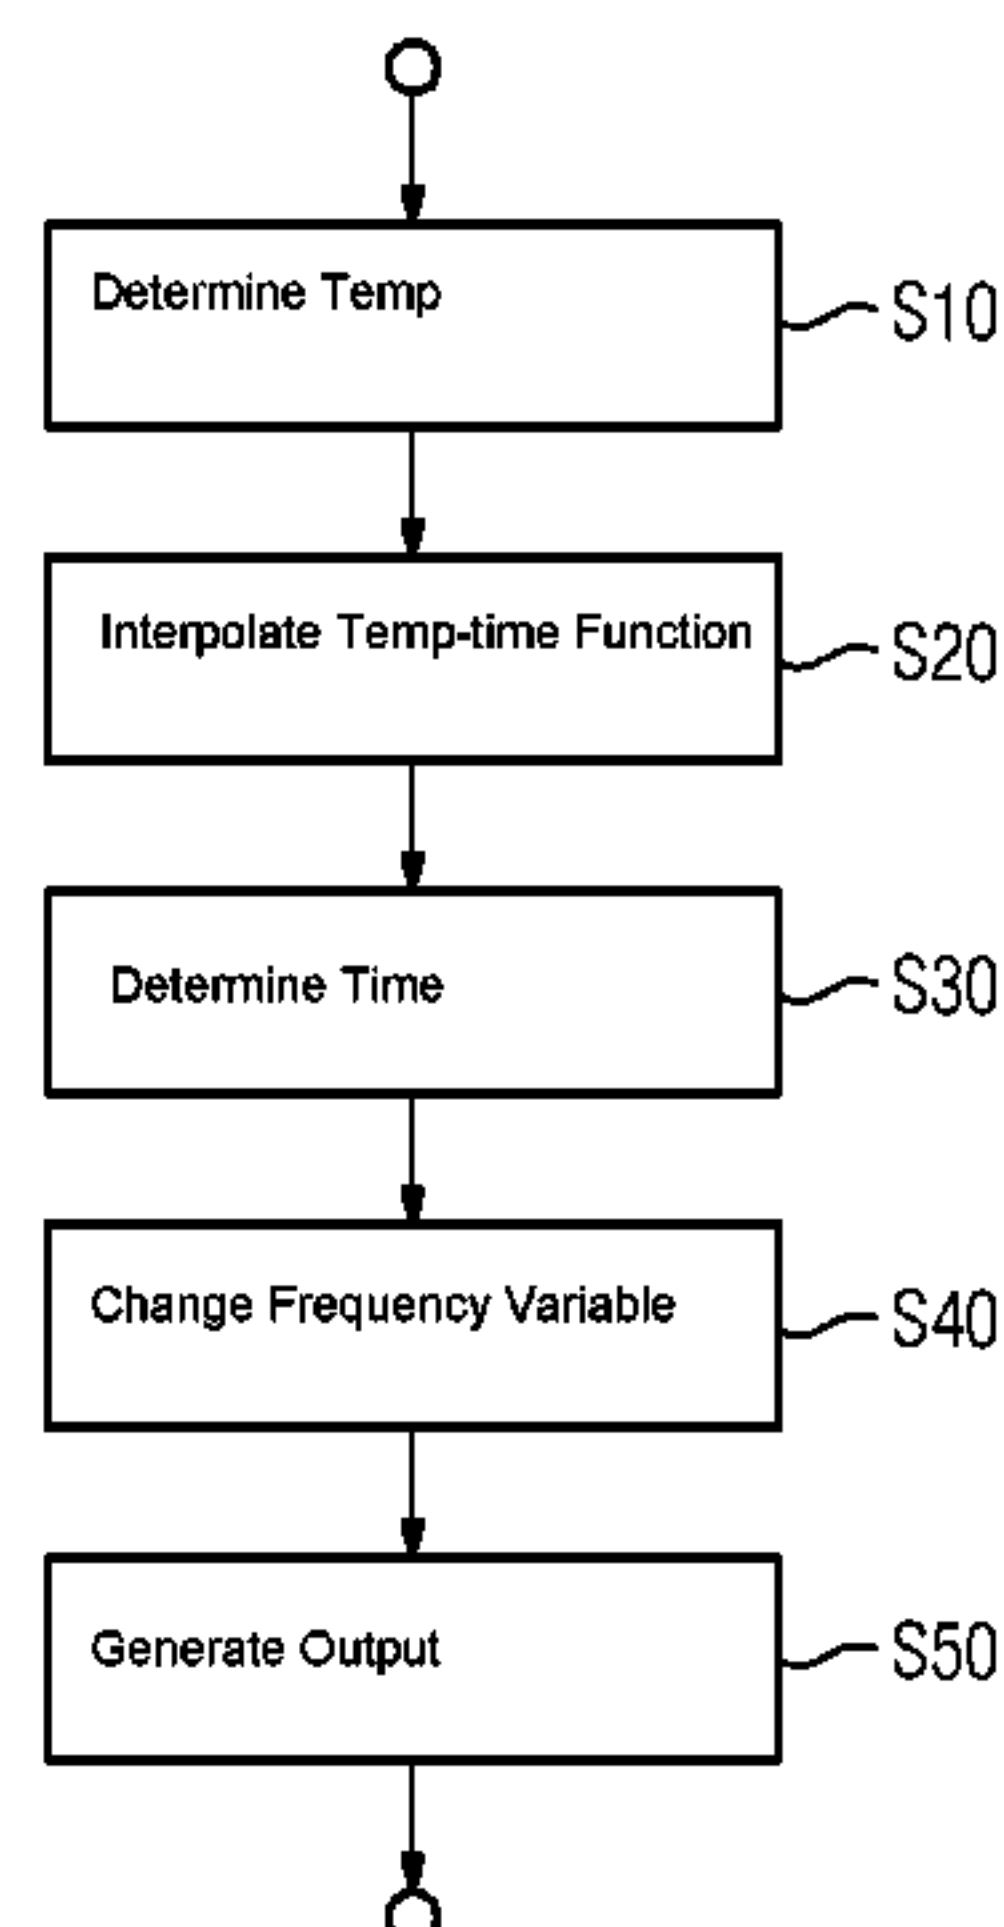 Determine Temp
S10
Interpolate Temp-time Function
S20
Determine Time
S30
Change Frequency Variable
S40
Generate Output
S50